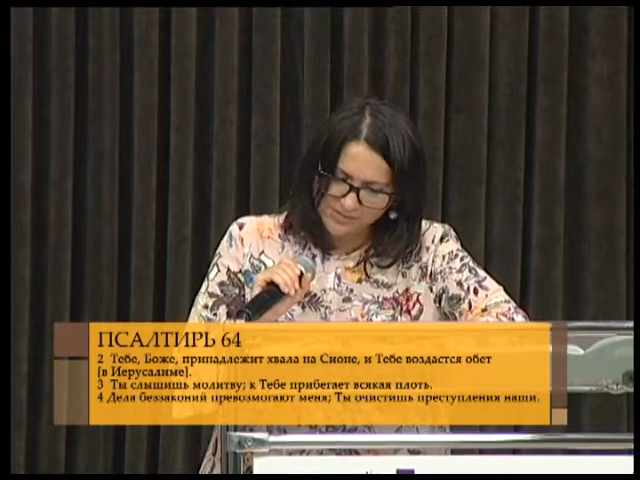 ПСАЛТИРЬ 64
2 Тебе, Боже, принадлежит хвала на Сионе, и Тебе воздастся обет
[в Иерусалиме].
3 Ты слышишь молитву; к Тебе прибегает всякая плоть.
4 Дела беззаконий превозмогают меня; Ты очистишь преступления наши.